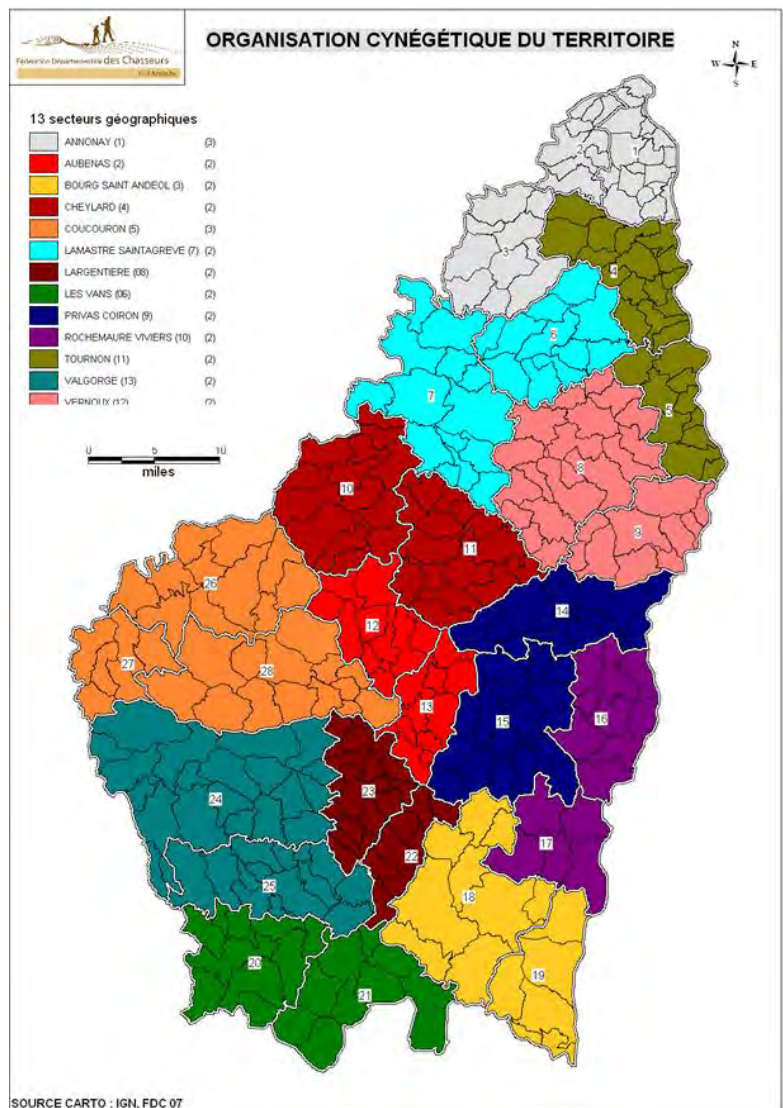 Fédération Départementale des Chasseurs
ORGANISATION CYNÉGÉTIQUE DU TERRITOIRE
N
W E
S
13 secteurs géographiques
ANNONAY (1) (3)
AUBENAS (2) (2)
BOURG SAINT ANDEOL (3) (2)
CHEYLARD (4) (2)
COUCOURON (5) (3)
LAMASTRE SAINTAGREVE (7) (2)
LARGENTIERE (08) (2)
LES VANS (06) (2)
PRIVAS COIRON (9) (2)
ROCHEMAURE VIVIERS (10) (2)
TOURNON (11) (2)
VALGORGE (13) (2)
VERNOUX (12) (2)
0 5 10
miles
2 1
3
4
6
7
5
8
10
9
11
26
14
12
27 28
13 15 16
23
24
17
22
25
18
20
21
19
SOURCE CARTO : IGN, FDC 07